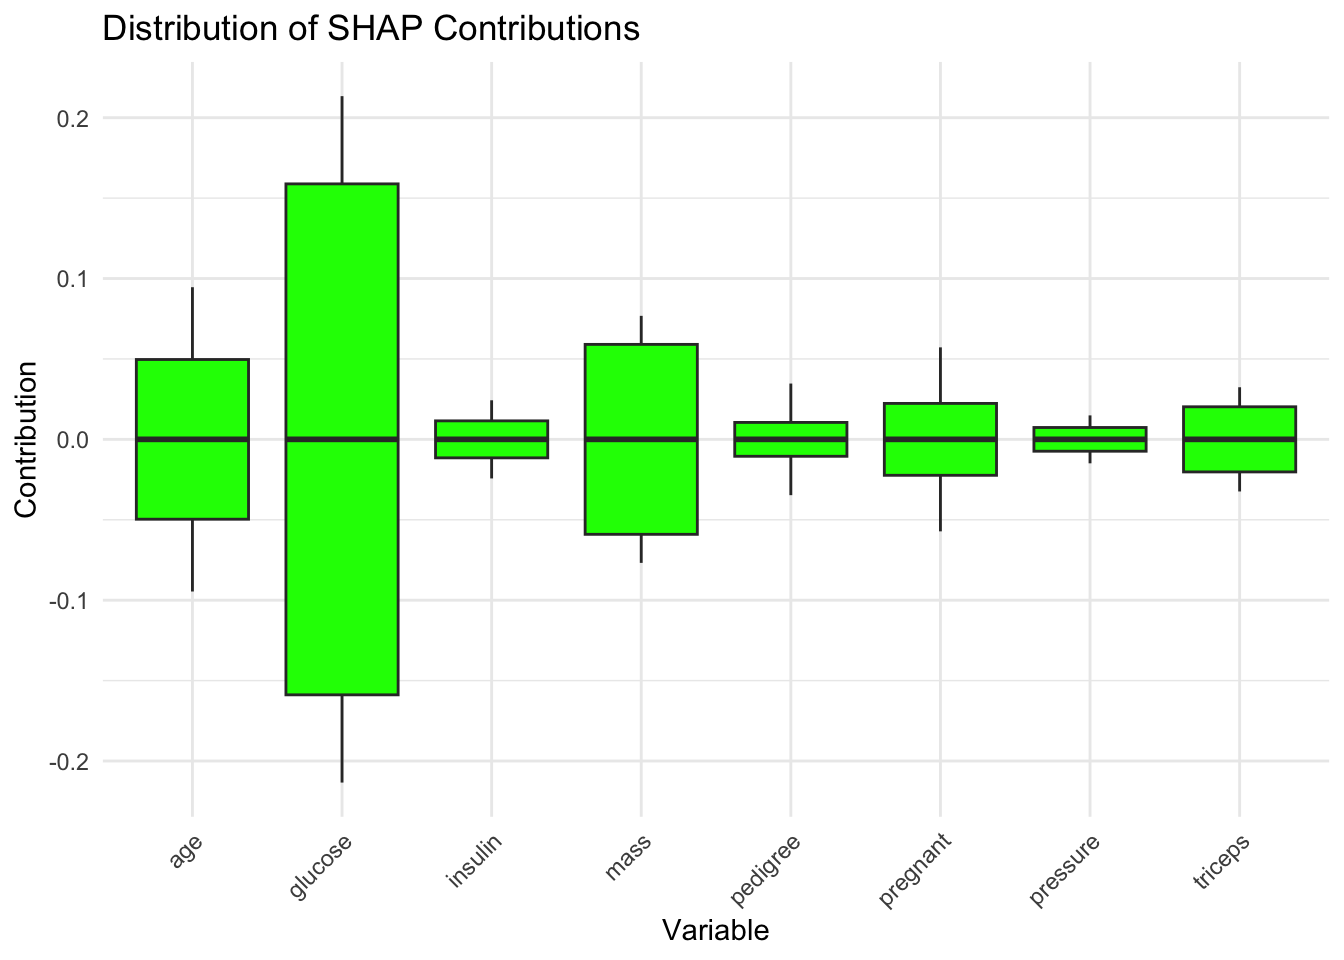 Distribution of SHAP Contributions
0.2
0.1
0.0
-0.1
-0.2
Contribution
age
glucose
insulin
mass
pedigree
pregnant
pressure
triceps
Variable